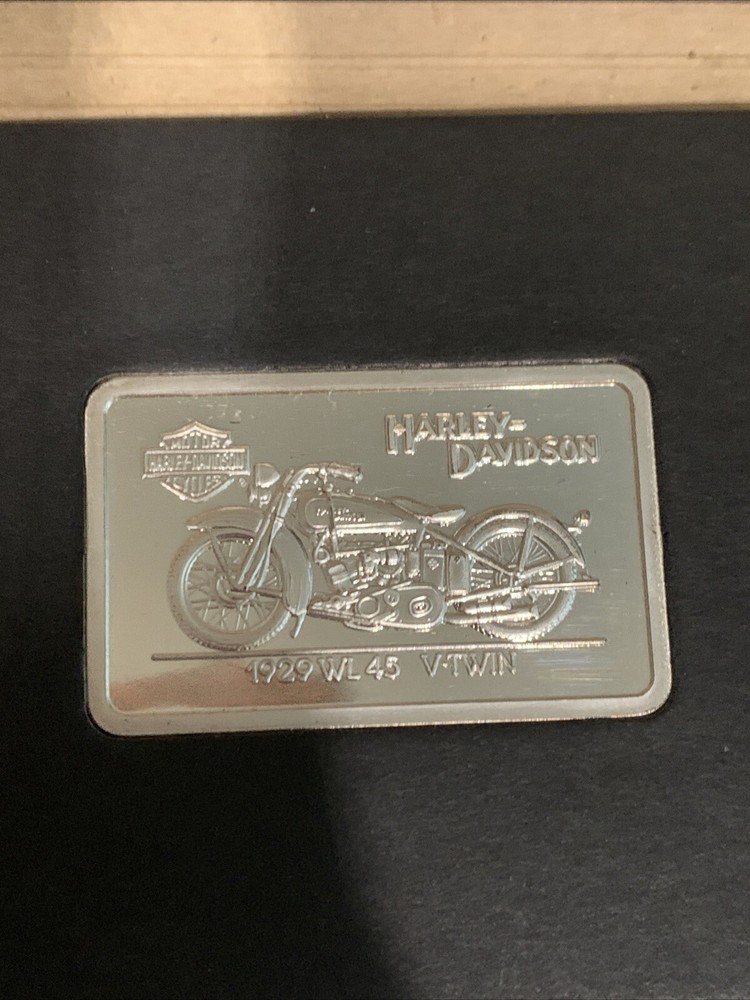 MOTOR
HARLEY-DAVIDSON
CYCLES
HARLEY-
DAVIDSON
1929 WL 45 V-TWIN